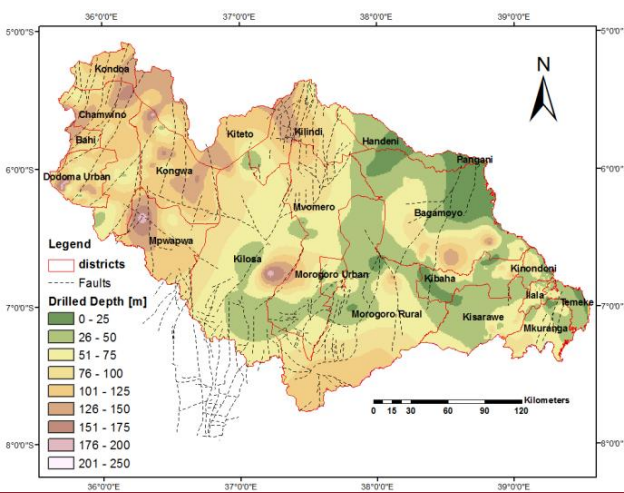 36°0'0"E 37°0'0"E 38°0'0"E 39°0'0"E
5°0'0"S
6°0'0"S
7°0'0"S
8°0'0"S
N
Kondoa
Chamwino
Bahi
Dodoma Urban
Kongwa
Mpwapwa
Kiteto
Kilindi
Handeni
Pangani
Mvomero
Bagamoyo
Kilosa
Morogoro Urban
Kibaha
Kinondoni
Ilala
Temeke
Morogoro Rural
Kisarawe
Mkuranga
Legend
districts
Faults
Drilled Depth [m]
0 - 25
26 - 50
51 - 75
76 - 100
101 - 125
126 - 150
151 - 175
176 - 200
201 - 250
Kilometers
0 15 30 60 90 120
5°0'0"S
6°0'0"S
7°0'0"S
8°0'0"S
36°0'0"E 37°0'0"E 38°0'0"E 39°0'0"E